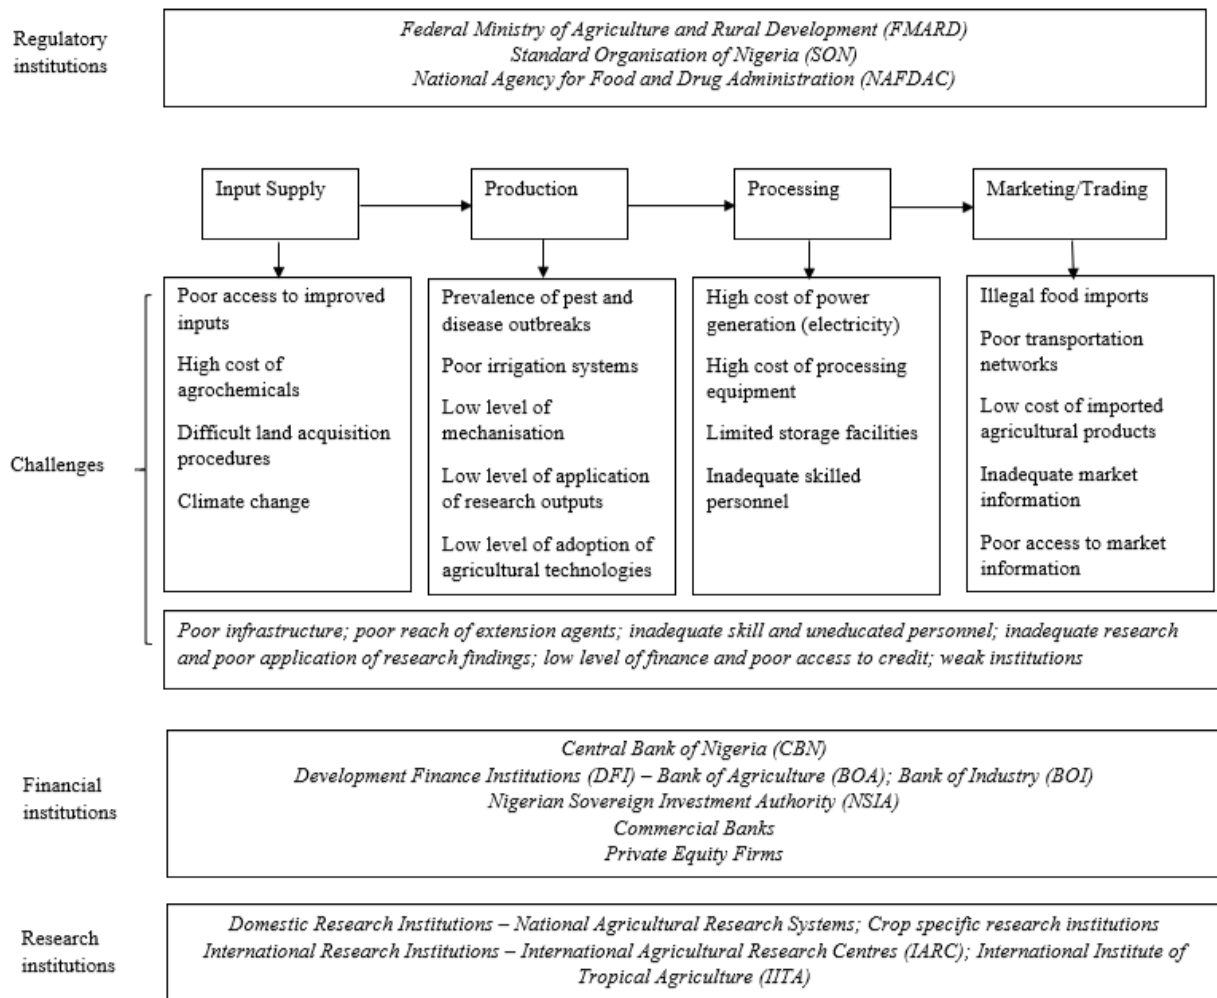 Regulatory
institutions
Federal Ministry of Agriculture and Rural Development (FMARD)
Standard Organisation of Nigeria (SON)
National Agency for Food and Drug Administration (NAFDAC)
Input Supply
Production
Processing
Marketing/Trading
Challenges
Poor access to improved
inputs
High cost of
agrochemicals
Difficult land acquisition
procedures
Climate change
Prevalence of pest and
disease outbreaks
Poor irrigation systems
Low level of
mechanisation
Low level of application
of research outputs
Low level of adoption of
agricultural technologies
High cost of power
generation (electricity)
High cost of processing
equipment
Limited storage facilities
Inadequate skilled
personnel
Illegal food imports
Poor transportation
networks
Low cost of imported
agricultural products
Inadequate market
information
Poor access to market
information
Poor infrastructure; poor reach of extension agents; inadequate skill and uneducated personnel; inadequate research
and poor application of research findings; low level of finance and poor access to credit; weak institutions
Financial
institutions
Central Bank of Nigeria (CBN)
Development Finance Institutions (DFI) – Bank of Agriculture (BOA); Bank of Industry (BOI)
Nigerian Sovereign Investment Authority (NSIA)
Commercial Banks
Private Equity Firms
Research
institutions
Domestic Research Institutions – National Agricultural Research Systems; Crop specific research institutions
International Research Institutions – International Agricultural Research Centres (IARC); International Institute of
Tropical Agriculture (IITA)